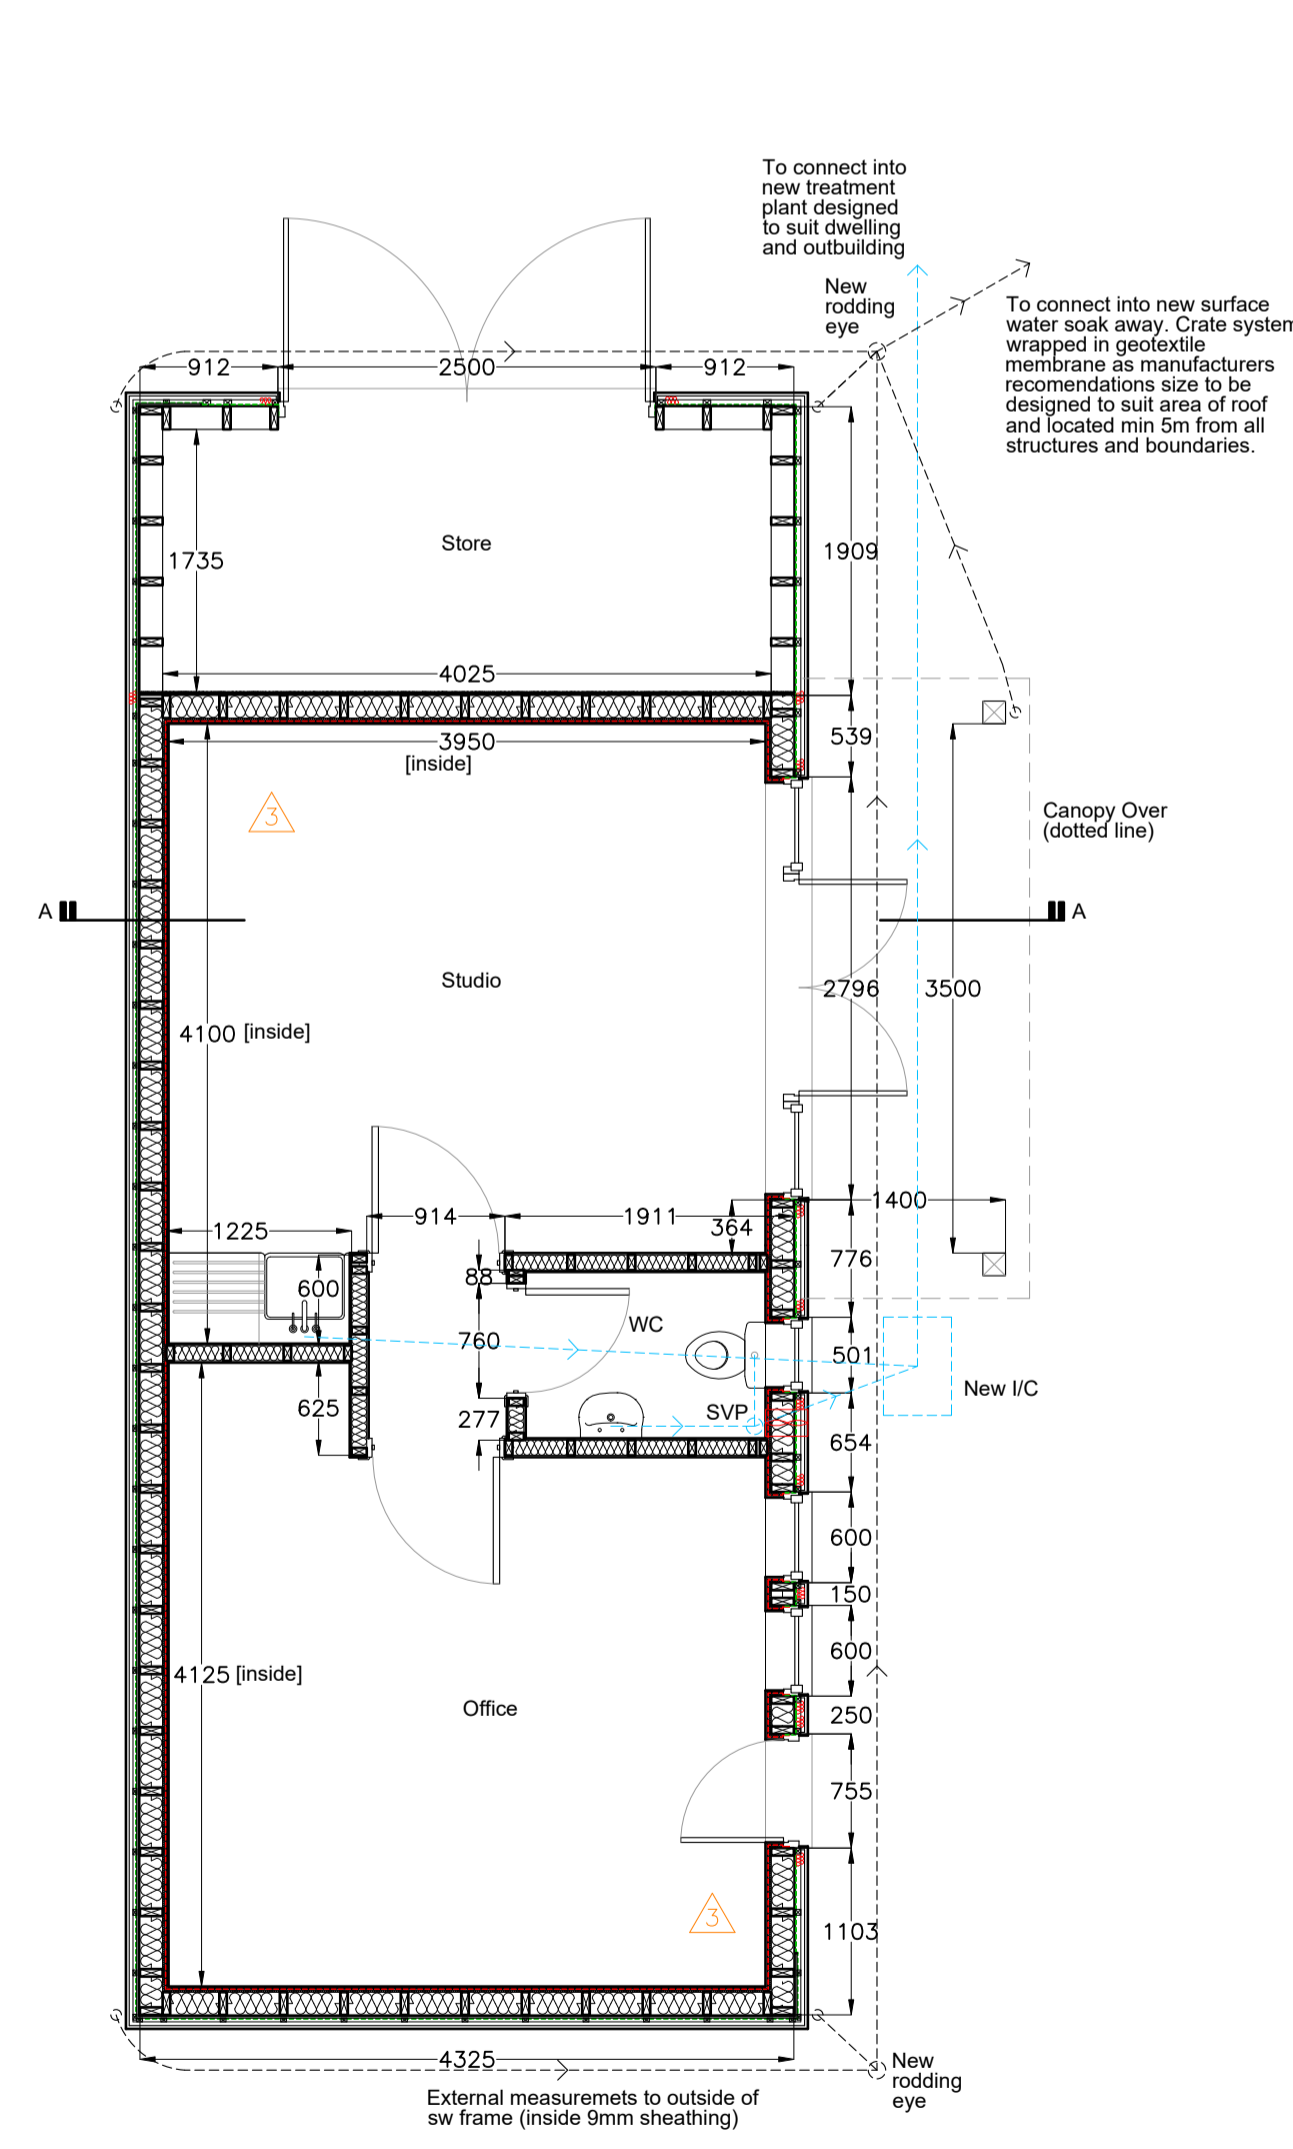 To connect into
new treatment
plant designed
to suit dwelling
and outbuilding
New
rodding
eye
To connect into new surface
water soak away. Crate system
wrapped in geotextile
membrane as manufacturers
recomendations size to be
designed to suit area of roof
and located min 5m from all
structures and boundaries.
912
2500
912
Store
1735
1909
4025
539
3950
[inside]
3
Canopy Over
(dotted line)
A
A
Studio
2796
3500
4100 [inside]
1400
914
1911
364
1225
776
88
600
WC
760
501
New I/C
625
277
SVP
654
600
150
600
4125 [inside]
Office
250
755
3
1103
4325
New
rodding
eye
External measuremets to outside of
sw frame (inside 9mm sheathing)